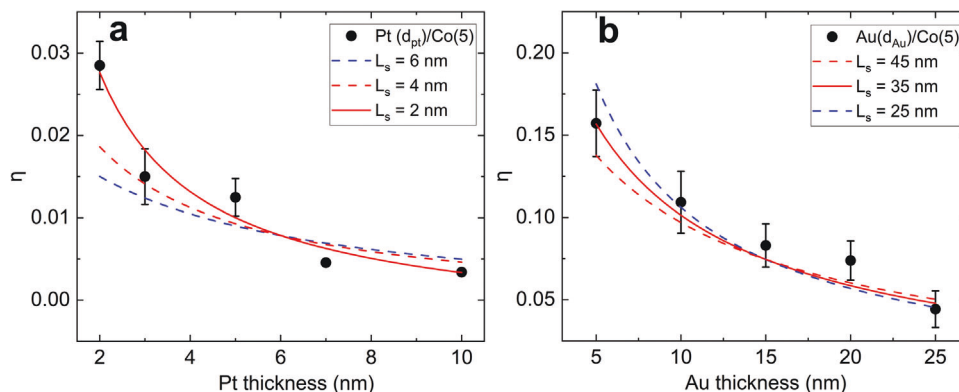 a
Pt (dpt)/Co(5)
Ls = 6 nm
Ls = 4 nm
Ls = 2 nm
η
0.03
0.02
0.01
0.00
2 4 6 8 10
Pt thickness (nm)
b
Au(dAu)/Co(5)
Ls = 45 nm
Ls = 35 nm
Ls = 25 nm
η
0.20
0.15
0.10
0.05
5 10 15 20 25
Au thickness (nm)